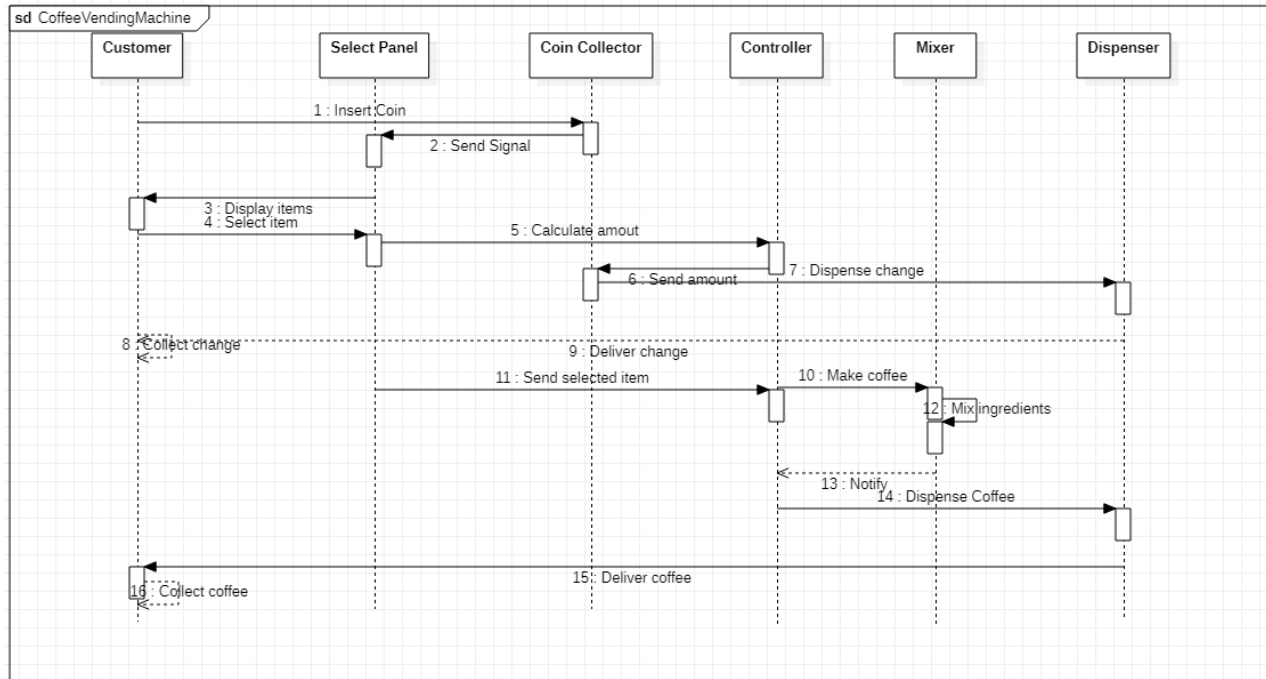 sd CoffeeVendingMachine
Customer
Select Panel
Coin Collector
Controller
Mixer
Dispenser
1 : Insert Coin
2 : Send Signal
3 : Display items
4 : Select item
5 : Calculate amout
6 : Send amount
7 : Dispense change
8 : Collect change
9 : Deliver change
11 : Send selected item
10 : Make coffee
12 : Mix ingredients
13 : Notify
14 : Dispense Coffee
15 : Deliver coffee
16 : Collect coffee